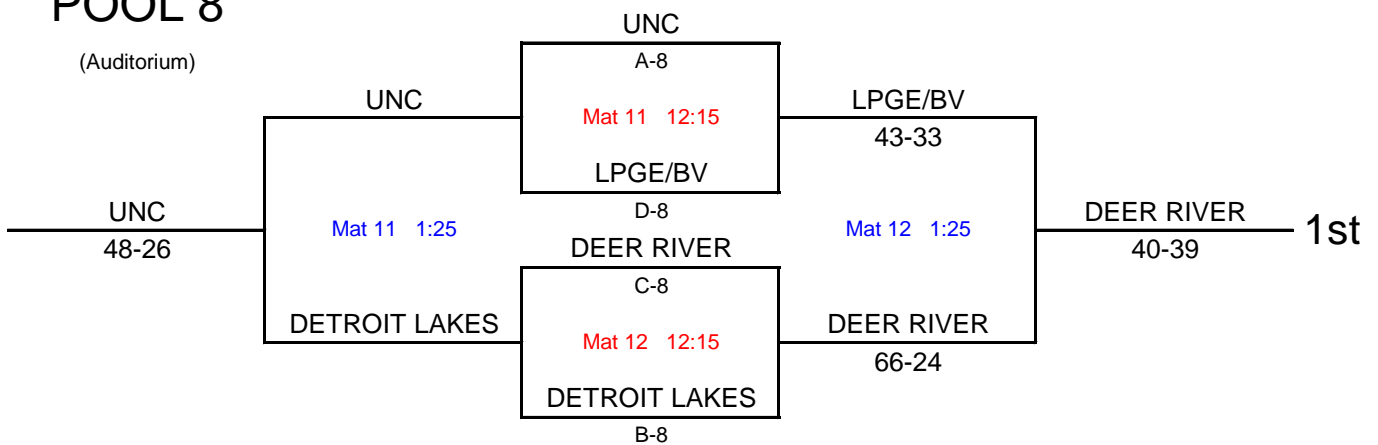 POOL 8
(Auditorium)
UNC
A-8
UNC
Mat 11 12:15
LPGE/BV
43-33
LPGE/BV
D-8
UNC
48-26
Mat 11 1:25
Mat 12 1:25
DEER RIVER
40-39
1st
DEER RIVER
C-8
DETROIT LAKES
Mat 12 12:15
DEER RIVER
66-24
DETROIT LAKES
B-8